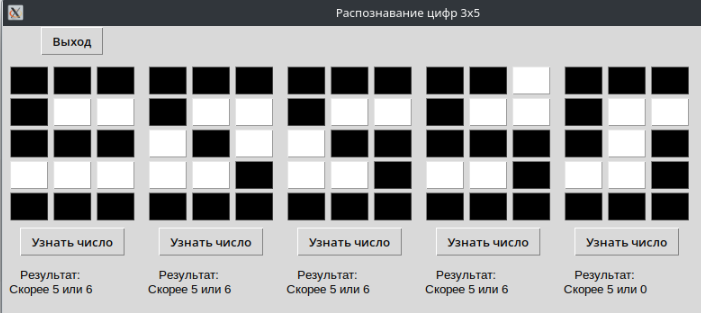 Распознавание цифр 3x5
Выход
Узнать число Узнать число Узнать число Узнать число Узнать число
Результат: Результат: Результат: Результат: Результат:
Скорее 5 или 6 Скорее 5 или 6 Скорее 5 или 6 Скорее 5 или 6 Скорее 5 или 0